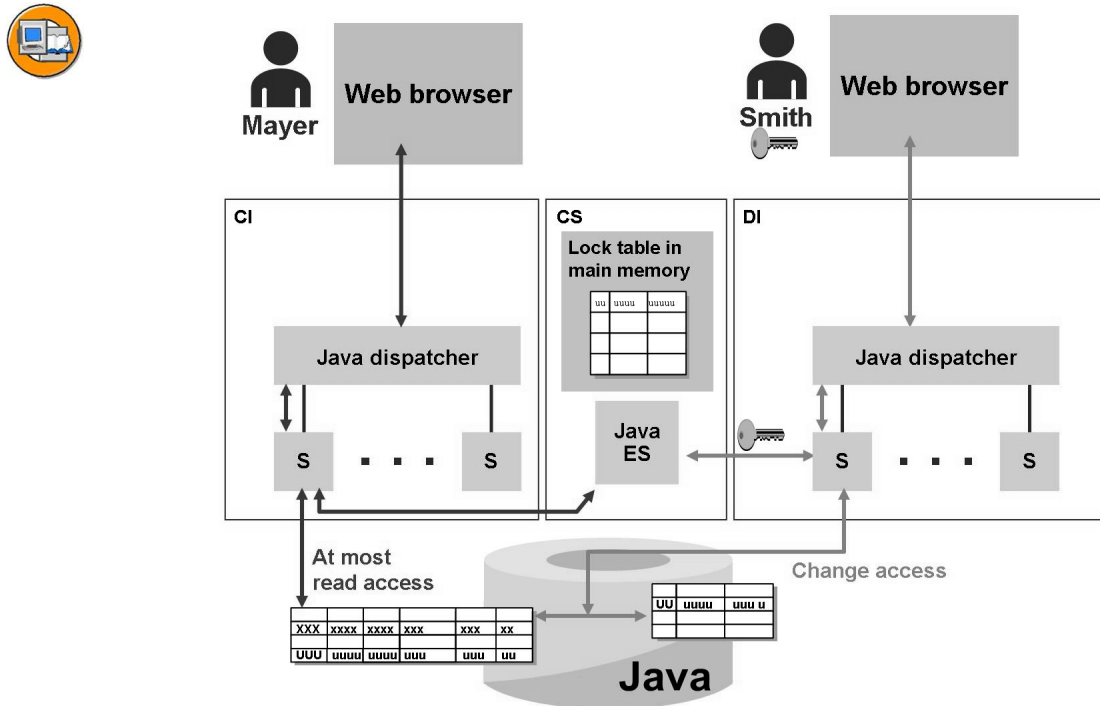 Web browser
Mayer
Web browser
Smith
CI
CS
DI
Lock table in
main memory
uu uuuu uuuuu
Java dispatcher
Java dispatcher
Java
ES
S
S
S
S
At most
read access
Change access
UU uuuu uuu u
XXX xxxx xxxx xxx xxx xx
UUU uuuu uuuu uuu uuu uu
Java